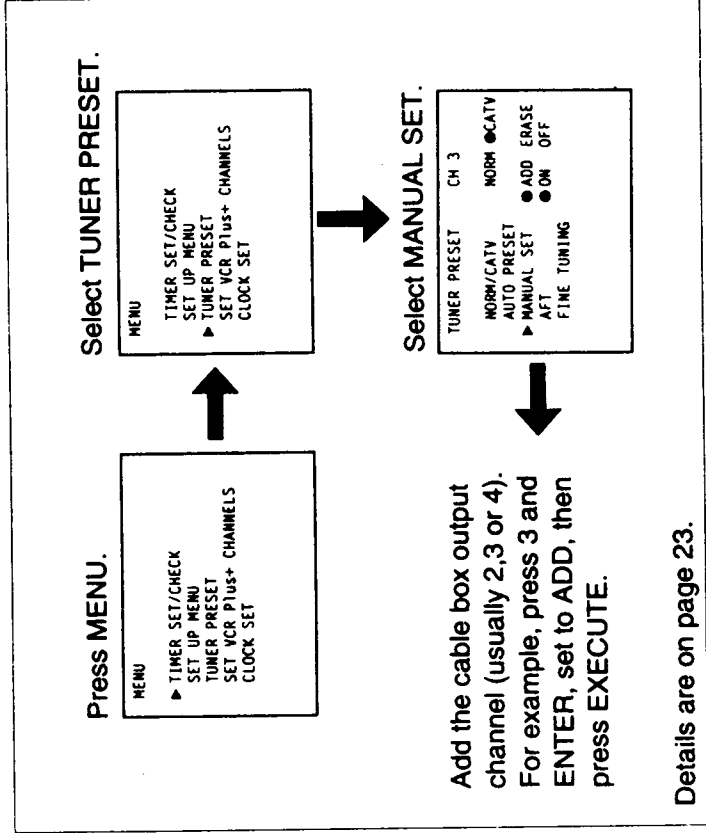 Press MENU.
MENU
▶ TIMER SET/CHECK
SET UP MENU
TUNER PRESET
SET VCR Plus+ CHANNELS
CLOCK SET
Select TUNER PRESET.
MENU
TIMER SET/CHECK
SET UP MENU
▶ TUNER PRESET
SET VCR Plus+ CHANNELS
CLOCK SET
Select MANUAL SET.
TUNER PRESET CH 3
NORM/CATV NORM ●CATV
AUTO PRESET
▶ MANUAL SET ●ADD ERASE
AFT ●ON OFF
FINE TUNING
Add the cable box output
channel (usually 2,3 or 4).
For example, press 3 and
ENTER, set to ADD, then
press EXECUTE.
Details are on page 23.